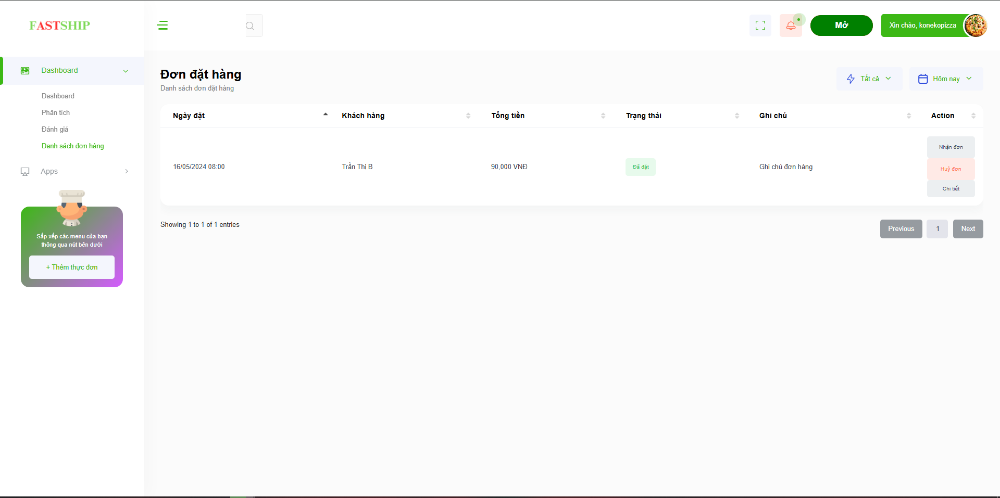 FASTSHIP
Mở
Xin chào, konekopizza
Dashboard
Dashboard
Phân tích
Đánh giá
Danh sách đơn hàng
Apps
Sắp xếp các menu của bạn
thông qua nút bên dưới
+ Thêm thực đơn
Đơn đặt hàng
Danh sách đơn đặt hàng
Tất cả
Hôm nay
Ngày đặt Khách hàng Tổng tiền Trạng thái Ghi chú Action
16/05/2024 08:00 Trần Thị B 90,000 VNĐ Đã đặt Ghi chú đơn hàng
Nhận đơn
Huỷ đơn
Chi tiết
Showing 1 to 1 of 1 entries
Previous 1 Next